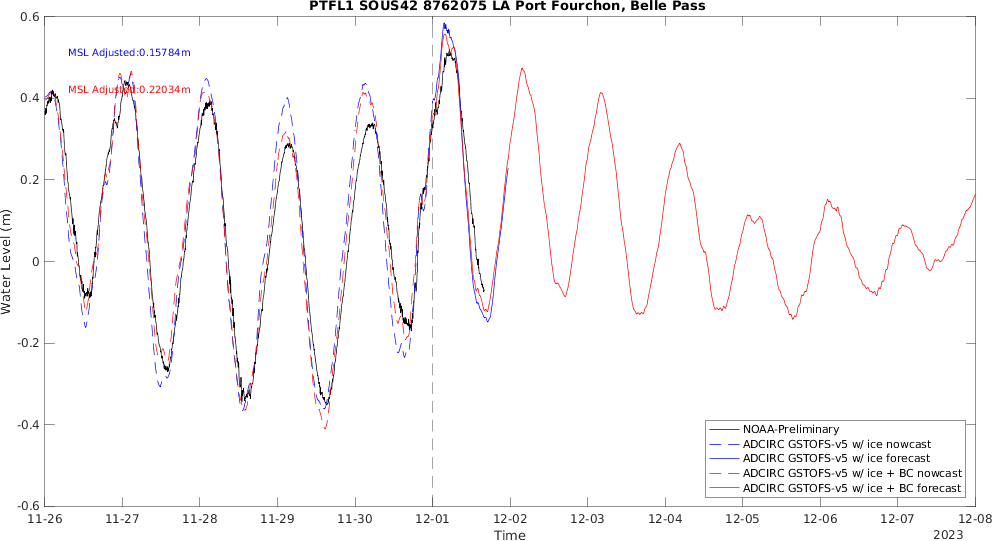 PTFL1 SOUS42 8762075 LA Port Fourchon, Belle Pass
0.6
0.4
0.2
0
-0.2
-0.4
-0.6
Water Level (m)
MSL Adjusted:0.15784m
MSL Adjusted:0.22034m
NOAA-Preliminary
ADCIRC GSTOFS-v5 w/ ice nowcast
ADCIRC GSTOFS-v5 w/ ice forecast
ADCIRC GSTOFS-v5 w/ ice + BC nowcast
ADCIRC GSTOFS-v5 w/ ice + BC forecast
11-26 11-27 11-28 11-29 11-30 12-01 12-02 12-03 12-04 12-05 12-06 12-07 12-08
Time
2023